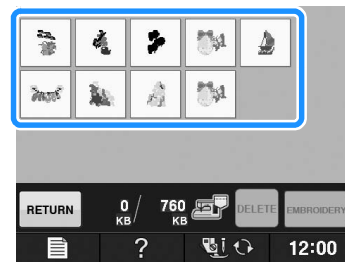 RETURN
0 KB / 760 KB
DELETE
EMBROIDERY
?
12:00